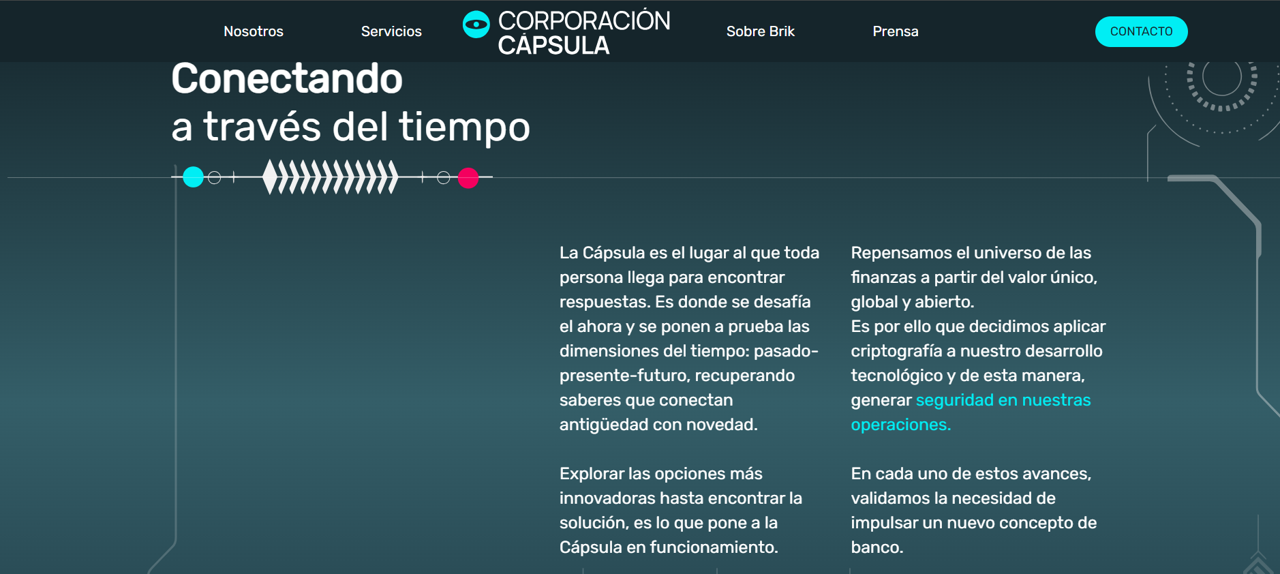 Nosotros
Servicios
CORPORACIÓN
CÁPSULA
Sobre Brik
Prensa
CONTACTO
Conectando
a través del tiempo
La Cápsula es el lugar al que toda
persona llega para encontrar
respuestas. Es donde se desafía
el ahora y se ponen a prueba las
dimensiones del tiempo: pasado-
presente-futuro, recuperando
saberes que conectan
antigüedad con novedad.
Explorar las opciones más
innovadoras hasta encontrar la
solución, es lo que pone a la
Cápsula en funcionamiento.
Repensamos el universo de las
finanzas a partir del valor único,
global y abierto.
Es por ello que decidimos aplicar
criptografía a nuestro desarrollo
tecnológico y de esta manera,
generar seguridad en nuestras
operaciones.
En cada uno de estos avances,
validamos la necesidad de
impulsar un nuevo concepto de
banco.